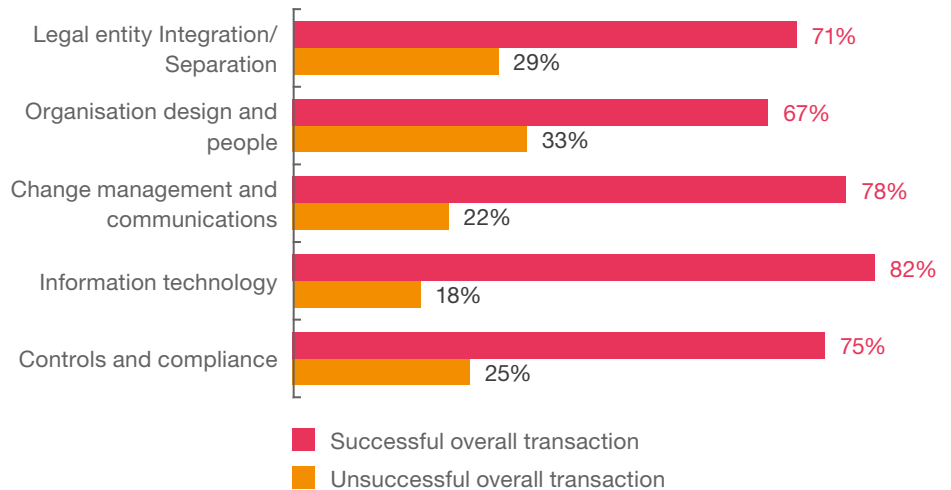 Legal entity Integration/
Separation
71%
29%
Organisation design and
people
67%
33%
Change management and
communications
78%
22%
Information technology
82%
18%
Controls and compliance
75%
25%
Successful overall transaction
Unsuccessful overall transaction